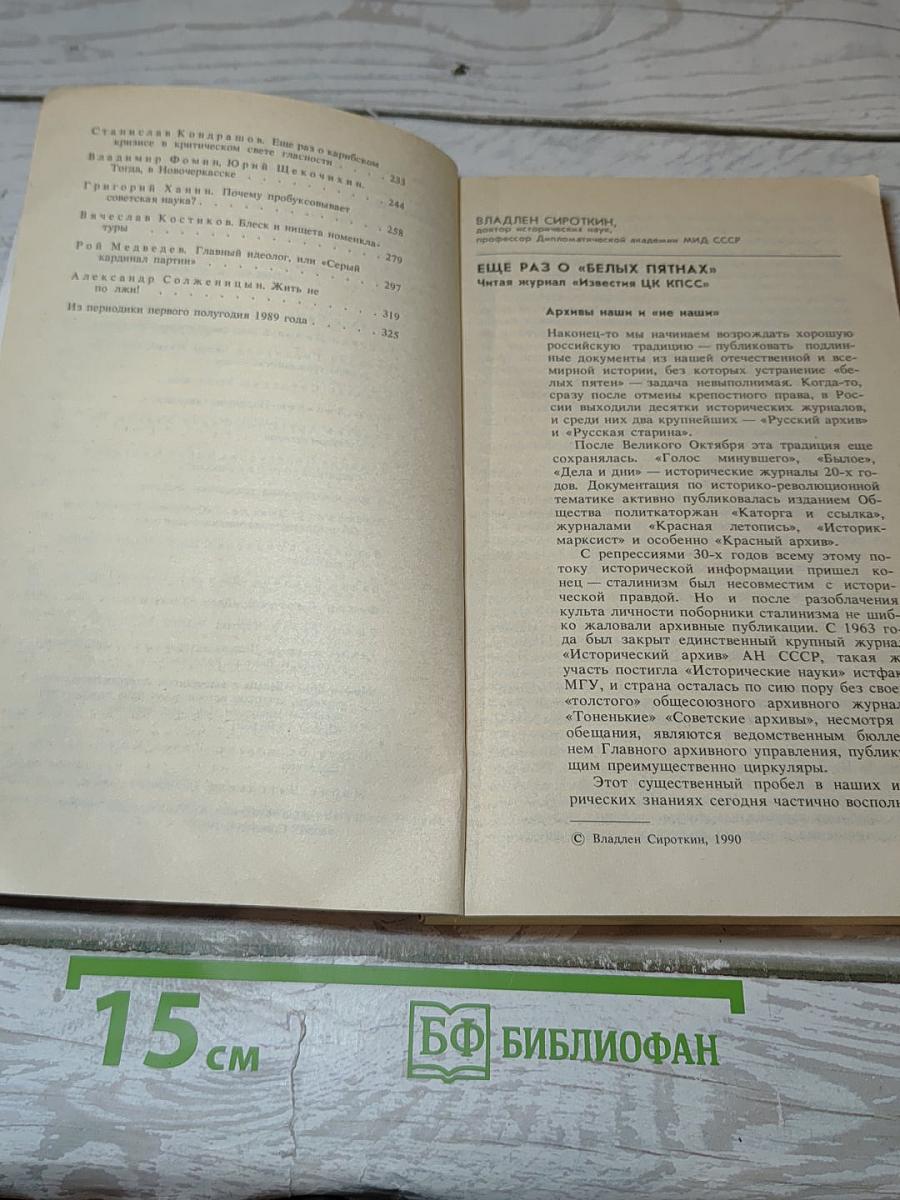 Станислав Кондрашов. Еще раз о карибском
кризисе в критическом свете гласности . . . . 233
Владимир Фомин, Юрий Щекочихин.
Тогда, в Новочеркасске . . . . . . . . 244
Григорий Ханин. Почему пробуксовывает
советская наука? . . . . . . . . . 258
Вячеслав Костиков. Блеск и нищета номенкла-
туры . . . . . . . . . . . . 279
Рой Медведев. Главный идеолог, или «Серый
кардинал партии» . . . . . . . . . 297
Александр Солженицын. Жить не
по лжи! . . . . . . . . . . . 319
Из периодики первого полугодия 1989 года . . . . 325
ВЛАДЛЕН СИРОТКИН,
доктор исторических наук,
профессор Дипломатической академии МИД СССР
ЕЩЕ РАЗ О «БЕЛЫХ ПЯТНАХ»
Читая журнал «Известия ЦК КПСС»
Архивы наши и «не наши»
Наконец-то мы начинаем возрождать хорошую
российскую традицию — публиковать подлин-
ные документы из нашей отечественной и все-
мирной истории, без которых устранение «бе-
лых пятен» — задача невыполнимая. Когда-то,
сразу после отмены крепостного права, в Рос-
сии выходили десятки исторических журналов,
и среди них два крупнейших — «Русский архив»
и «Русская старина».
После Великого Октября эта традиция еще
сохранялась. «Голос минувшего», «Былое»,
«Дела и дни» — исторические журналы 20-х го-
дов. Документация по историко-революционной
тематике активно публиковалась изданием Об-
щества политкаторжан «Каторга и ссылка»,
журналами «Красная летопись», «Историк-
марксист» и особенно «Красный архив».
С репрессиями 30-х годов всему этому по-
току исторической информации пришел ко-
нец — сталинизм был несовместим с истори-
ческой правдой. Но и после разоблачения
культа личности поборники сталинизма не шиб-
ко жаловали архивные публикации. С 1963 го-
да был закрыт единственный крупный журнал
«Исторический архив» АН СССР, такая ж
участь постигла «Исторические науки» истфак
МГУ, и страна осталась по сию пору без свое
«толстого» общесоюзного архивного журнал
«Тоненькие» «Советские архивы», несмотря
обещания, являются ведомственным бюлле
нем Главного архивного управления, публику
щим преимущественно циркуляры.
Этот существенный пробел в наших и
рических знаниях сегодня частично воспол
© Владлен Сироткин, 1990
15 см
БФ БИБЛИОФАН